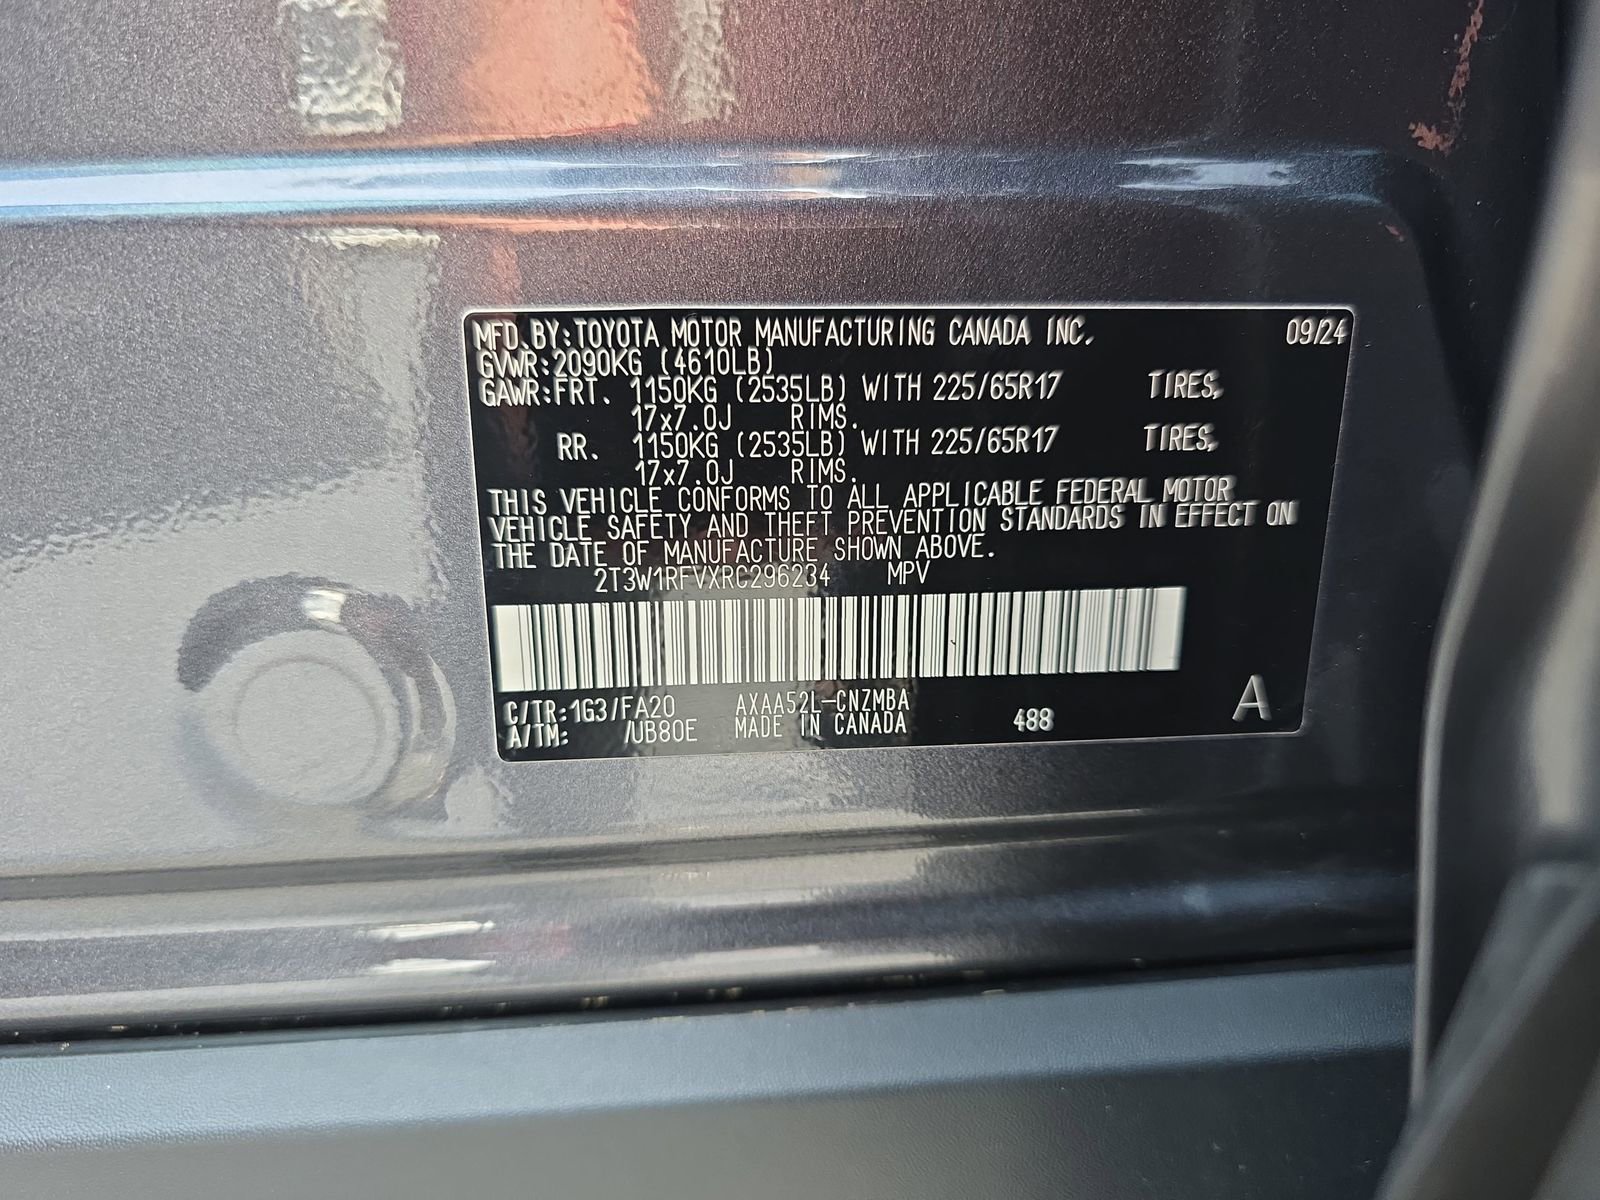 MFD.BY:TOYOTA MOTOR MANUFACTURING CANADA INC. 09/24
GVWR:2090KG (4610LB)
GAWR:FRT. 1150KG (2535LB) WITH 225/65R17 TIRES,
17x7.0J RIMS.
RR. 1150KG (2535LB) WITH 225/65R17 TIRES,
17x7.0J RIMS.
THIS VEHICLE CONFORMS TO ALL APPLICABLE FEDERAL MOTOR
VEHICLE SAFETY AND THEFT PREVENTION STANDARDS IN EFFECT ON
THE DATE OF MANUFACTURE SHOWN ABOVE.
2T3W1RFVXRC296234 MPV
C/TR:1G3/FA20 AXAA52L-CNZMBA
A/TM: /UB80E MADE IN CANADA 488 A